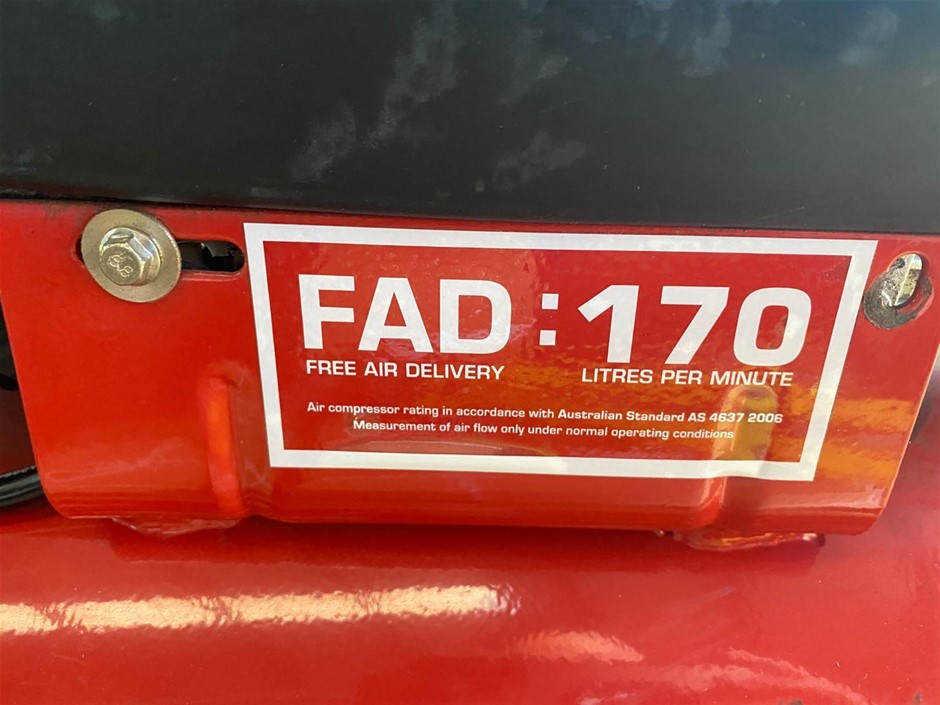 FAD : 170
FREE AIR DELIVERY LITRES PER MINUTE
Air compressor rating in accordance with Australian Standard AS 4637 2006
Measurement of air flow only under normal operating conditions